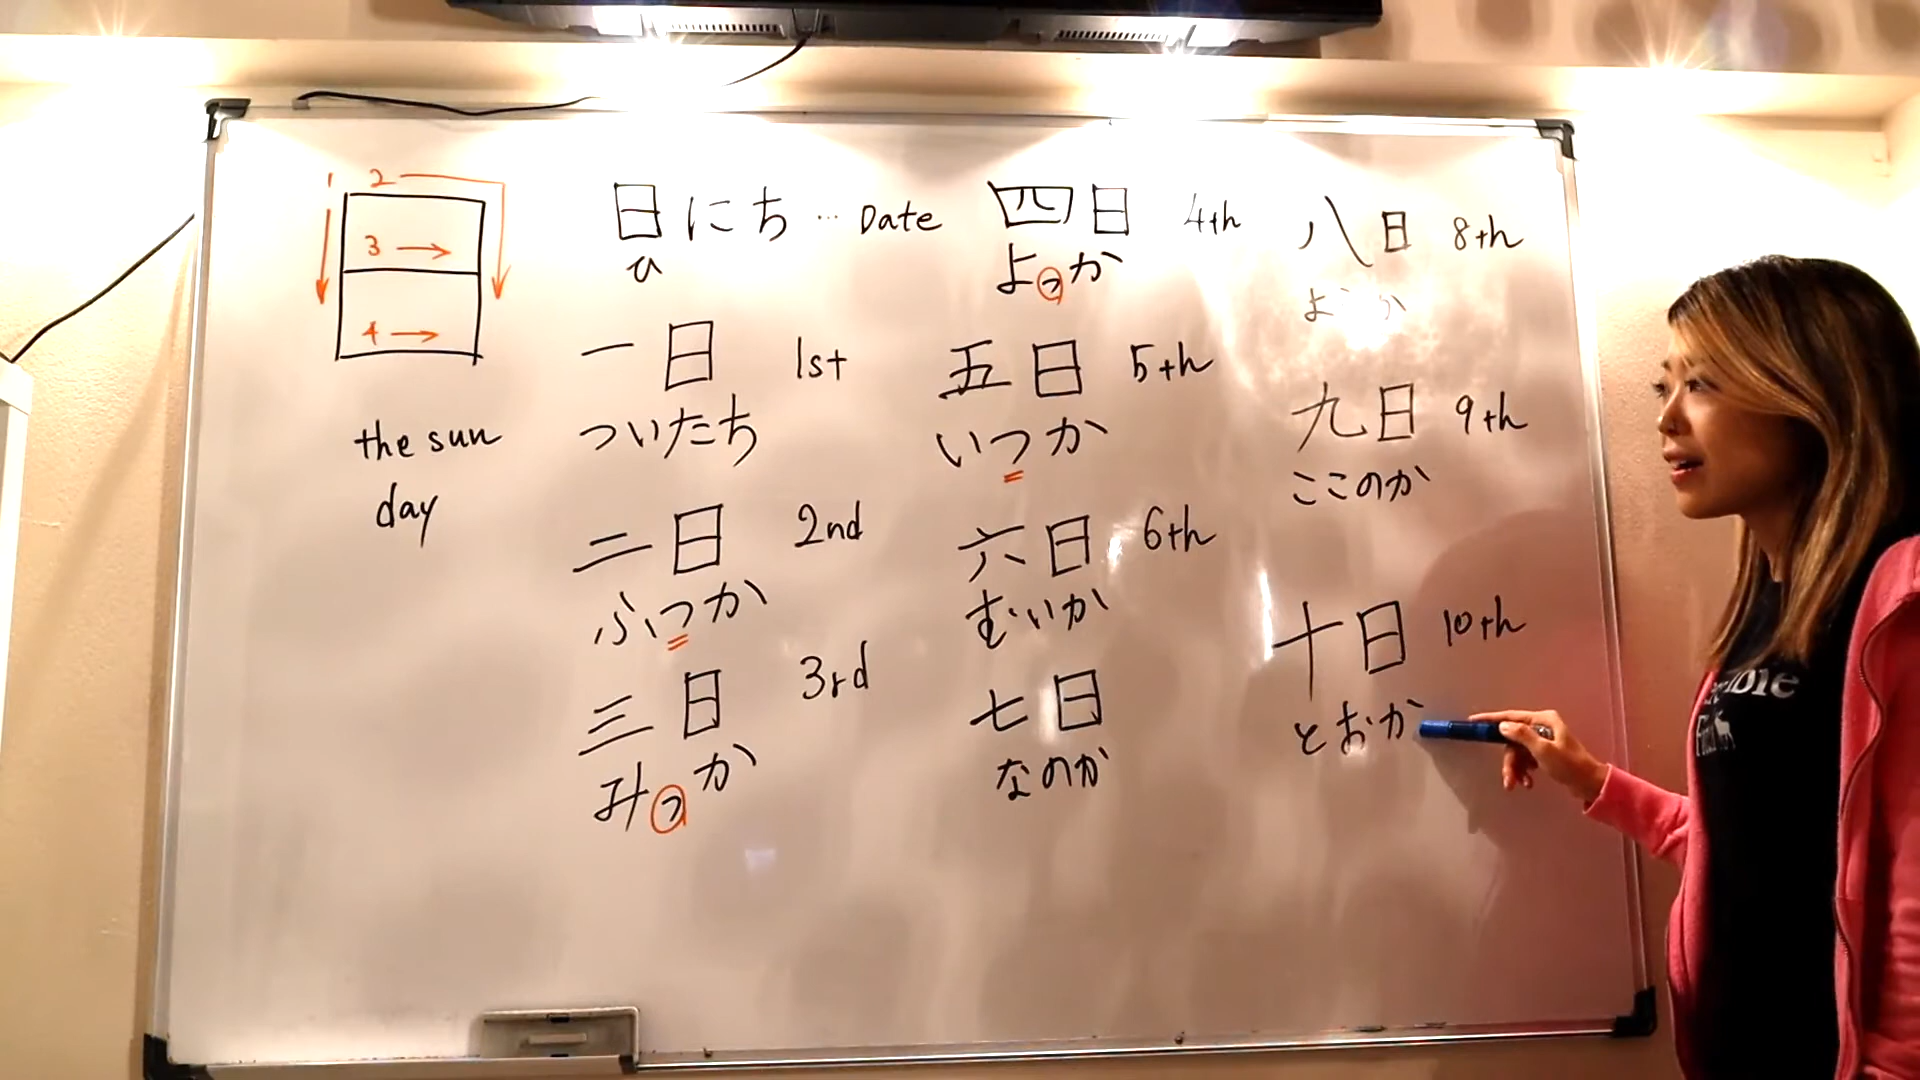 1 2
3
4
the sun
day
日にち … Date
ひ
一日 1st
ついたち
二日 2nd
ふつか
三日 3rd
みっか
四日 4th
よっか
五日 5th
いつか
六日 6th
むいか
七日
なのか
八日 8th
九日 9th
ここのか
十日 10th
とおか